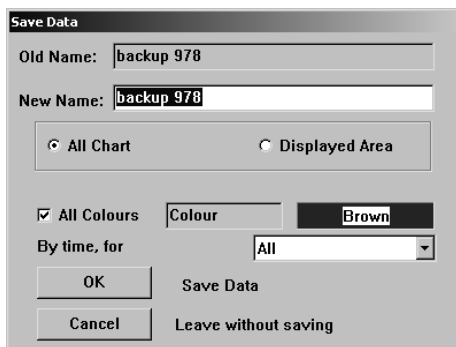 Save Data
Old Name: backup 978
New Name: backup 978
All Chart Displayed Area
All Colours Colour Brown
By time, for All
OK Save Data
Cancel Leave without saving